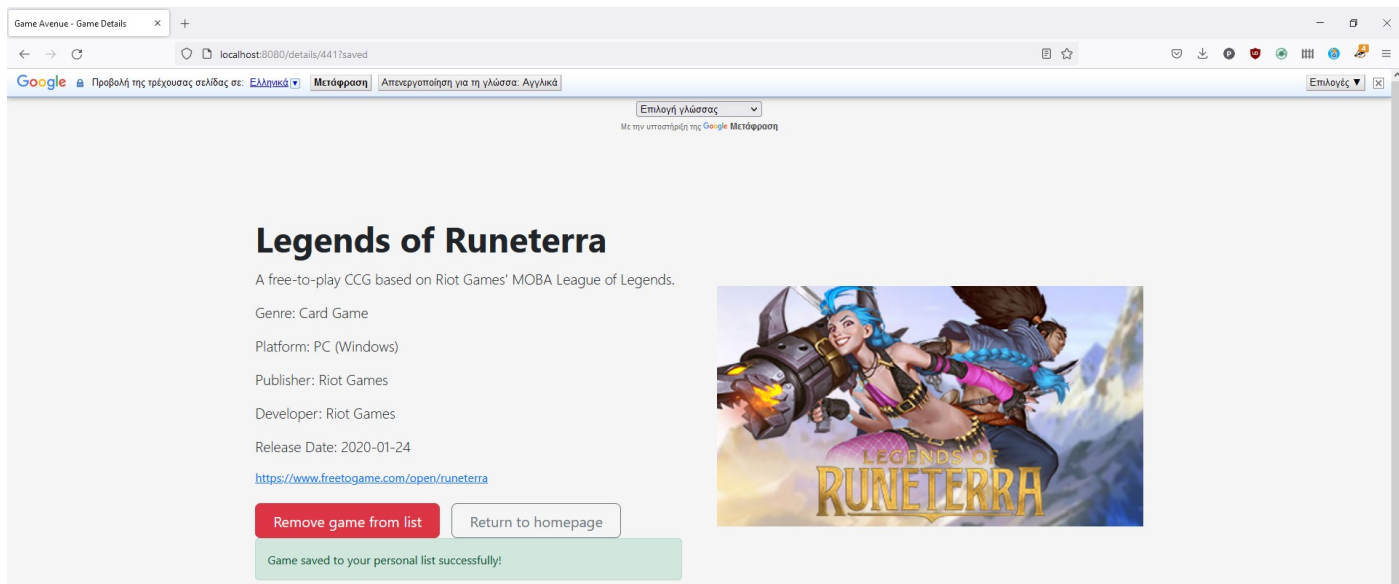 Game Avenue - Game Details
localhost:8080/details/441?saved
Google Προβολή της τρέχουσας σελίδας σε: Ελληνικά Μετάφραση Απενεργοποίηση για τη γλώσσα: Αγγλικά Επιλογές
Επιλογή γλώσσας
Με την υποστήριξη της Google Μετάφραση
Legends of Runeterra
A free-to-play CCG based on Riot Games' MOBA League of Legends.
Genre: Card Game
Platform: PC (Windows)
Publisher: Riot Games
Developer: Riot Games
Release Date: 2020-01-24
https://www.freetogame.com/open/runeterra
Remove game from list Return to homepage
Game saved to your personal list successfully!
LEGENDS OF
RUNETERRA